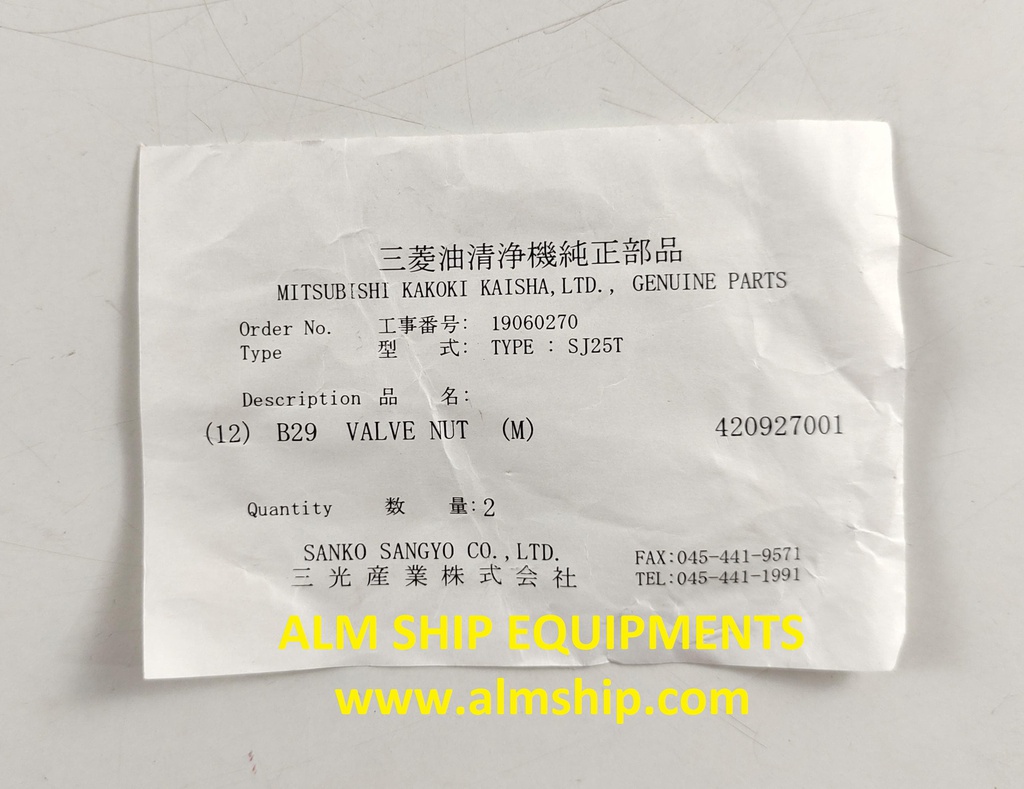 三菱油清浄機純正部品
MITSUBISHI KAKOKI KAISHA,LTD., GENUINE PARTS
Order No. 工事番号: 19060270
Type 型 式: TYPE : SJ25T
Description 品 名:
(12) B29 VALVE NUT (M) 420927001
Quantity 数 量: 2
SANKO SANGYO CO.,LTD. FAX:045-441-9571
三光産業株式会社 TEL:045-441-1991
ALM SHIP EQUIPMENTS
www.almship.com